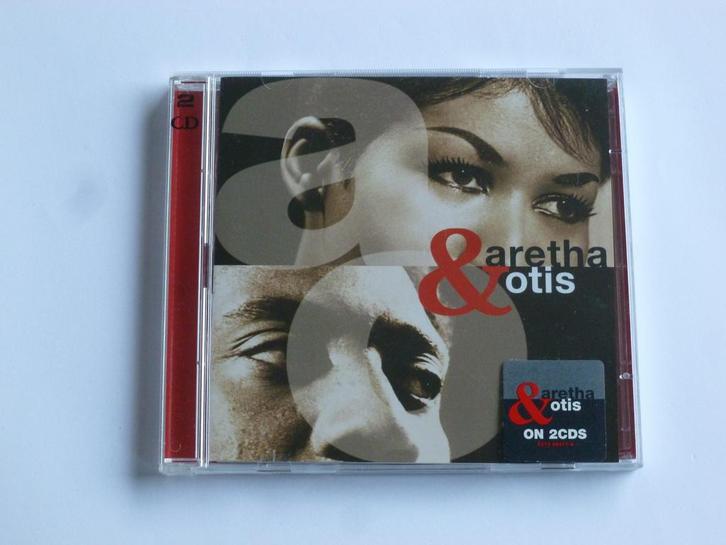 2
CD
a
o
& aretha
otis
& aretha
otis
ON 2CDS